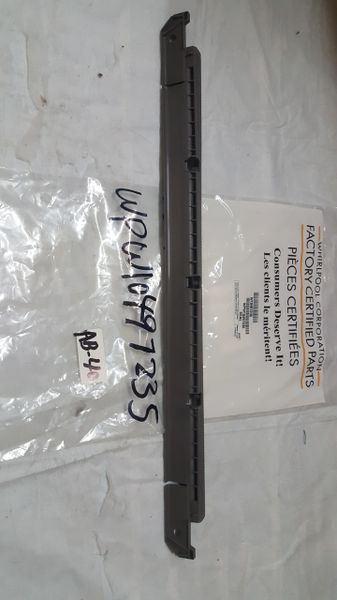 WPW10497235
AB-40
WHIRLPOOL CORPORATION
FACTORY CERTIFIED PARTS
PIÈCES CERTIFIÉES
Consumers Deserve It!
Les clients le méritent!